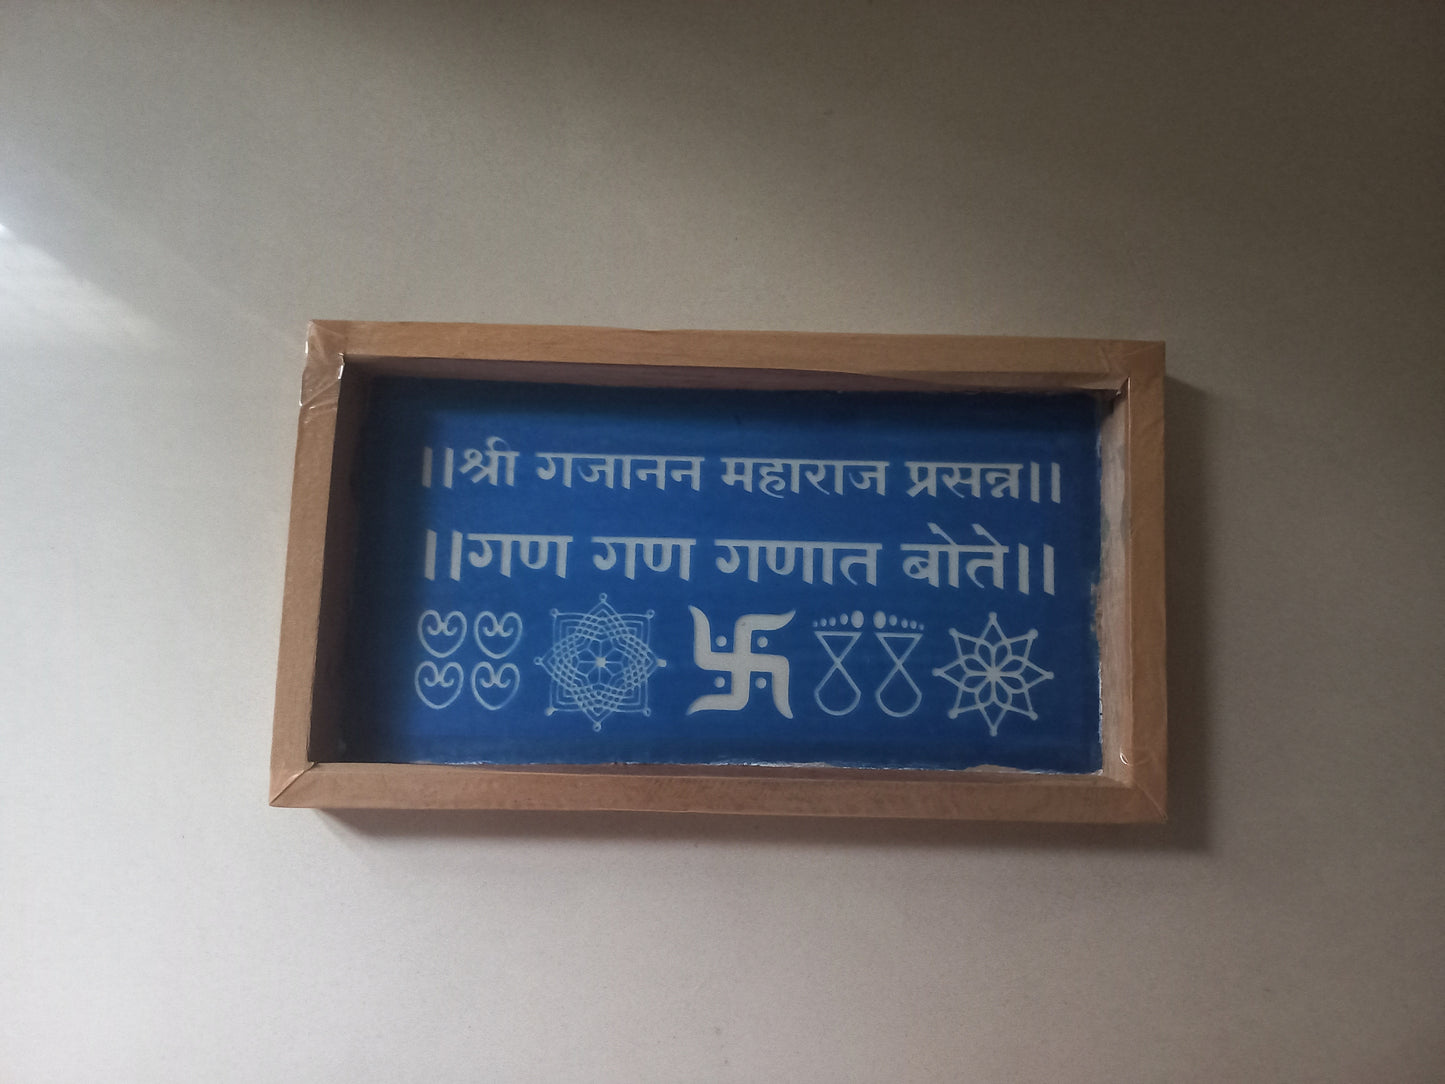 ||श्री गजानन महाराज प्रसन्न||
||गण गण गणात बोते||